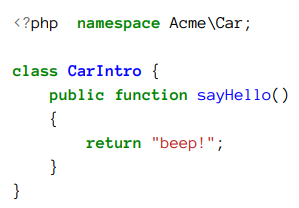 <?php  namespace Acme\Car;

class CarIntro {
    public function sayHello()
    {
        return "beep!";
    }
}